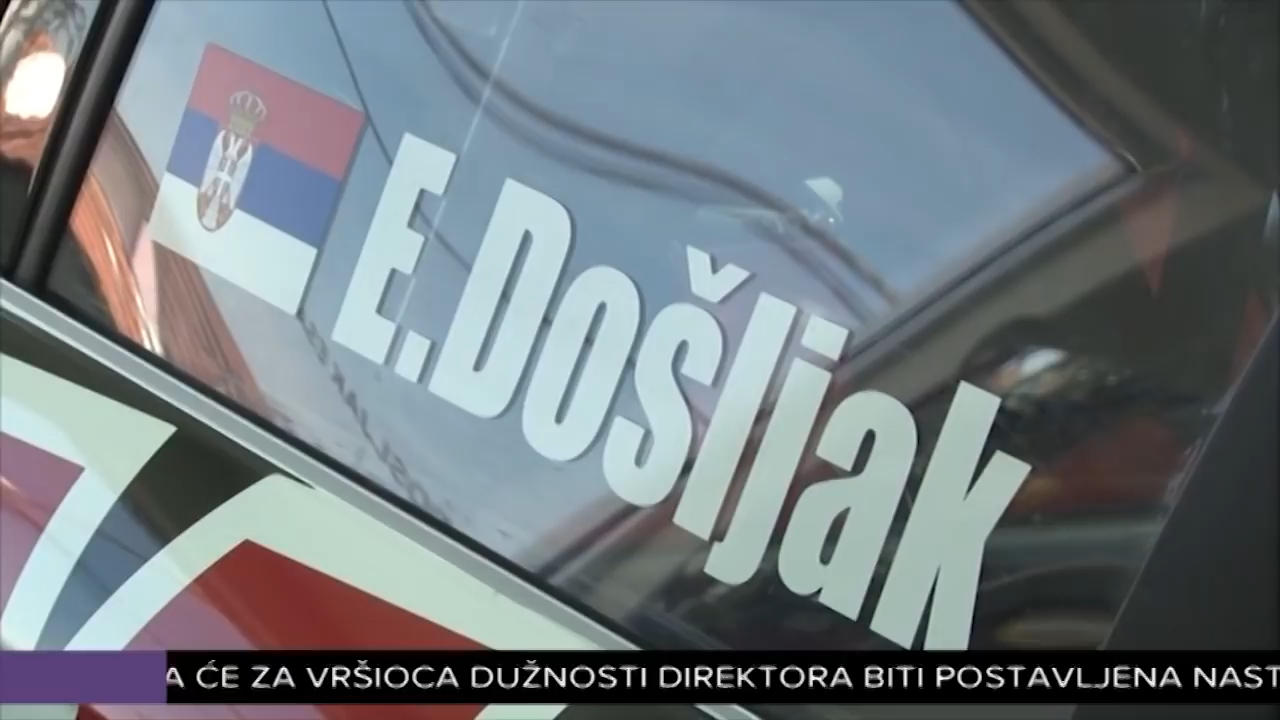 E.Došljak
A ĆE ZA VRŠIOCA DUŽNOSTI DIREKTORA BITI POSTAVLJENA NAST